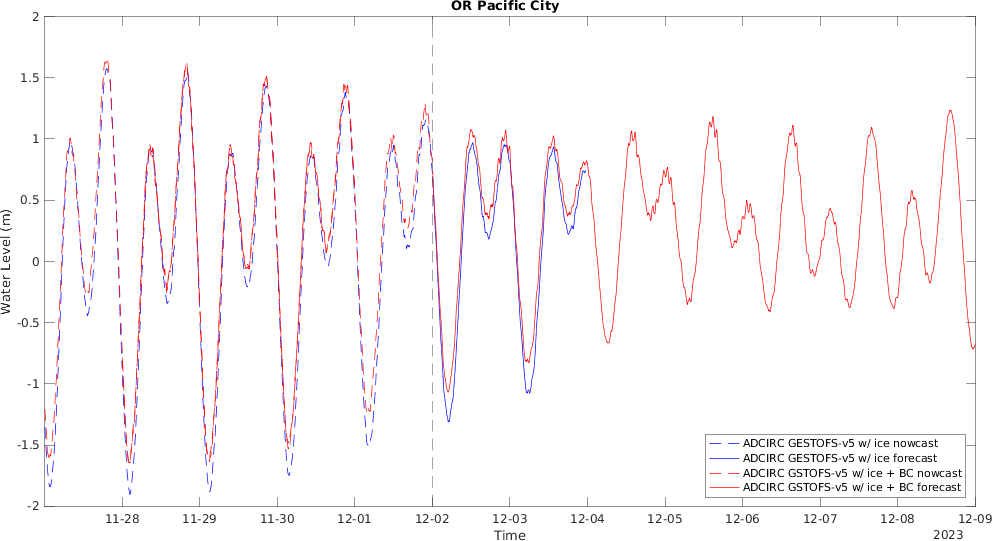 OR Pacific City
2
1.5
1
0.5
0
-0.5
-1
-1.5
-2
Water Level (m)
ADCIRC GESTOFS-v5 w/ ice nowcast
ADCIRC GESTOFS-v5 w/ ice forecast
ADCIRC GSTOFS-v5 w/ ice + BC nowcast
ADCIRC GSTOFS-v5 w/ ice + BC forecast
11-28 11-29 11-30 12-01 12-02 12-03 12-04 12-05 12-06 12-07 12-08 12-09
Time
2023